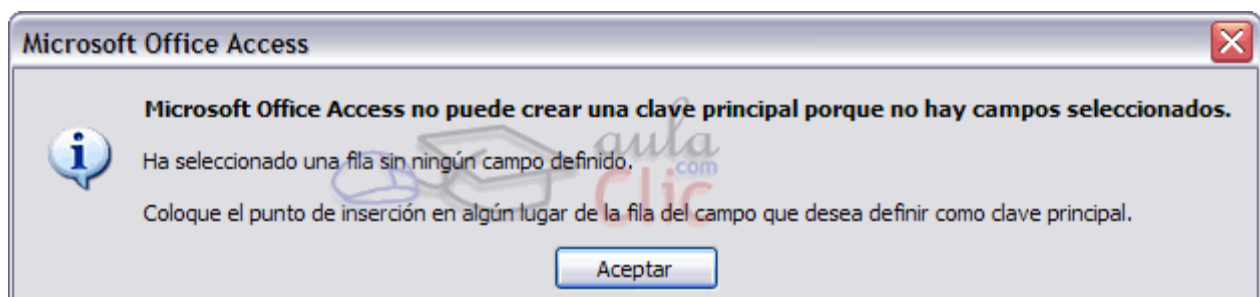 Microsoft Office Access
Microsoft Office Access no puede crear una clave principal porque no hay campos seleccionados.
Ha seleccionado una fila sin ningún campo definido.
aula
.com
Clic
Coloque el punto de inserción en algún lugar de la fila del campo que desea definir como clave principal.
Aceptar